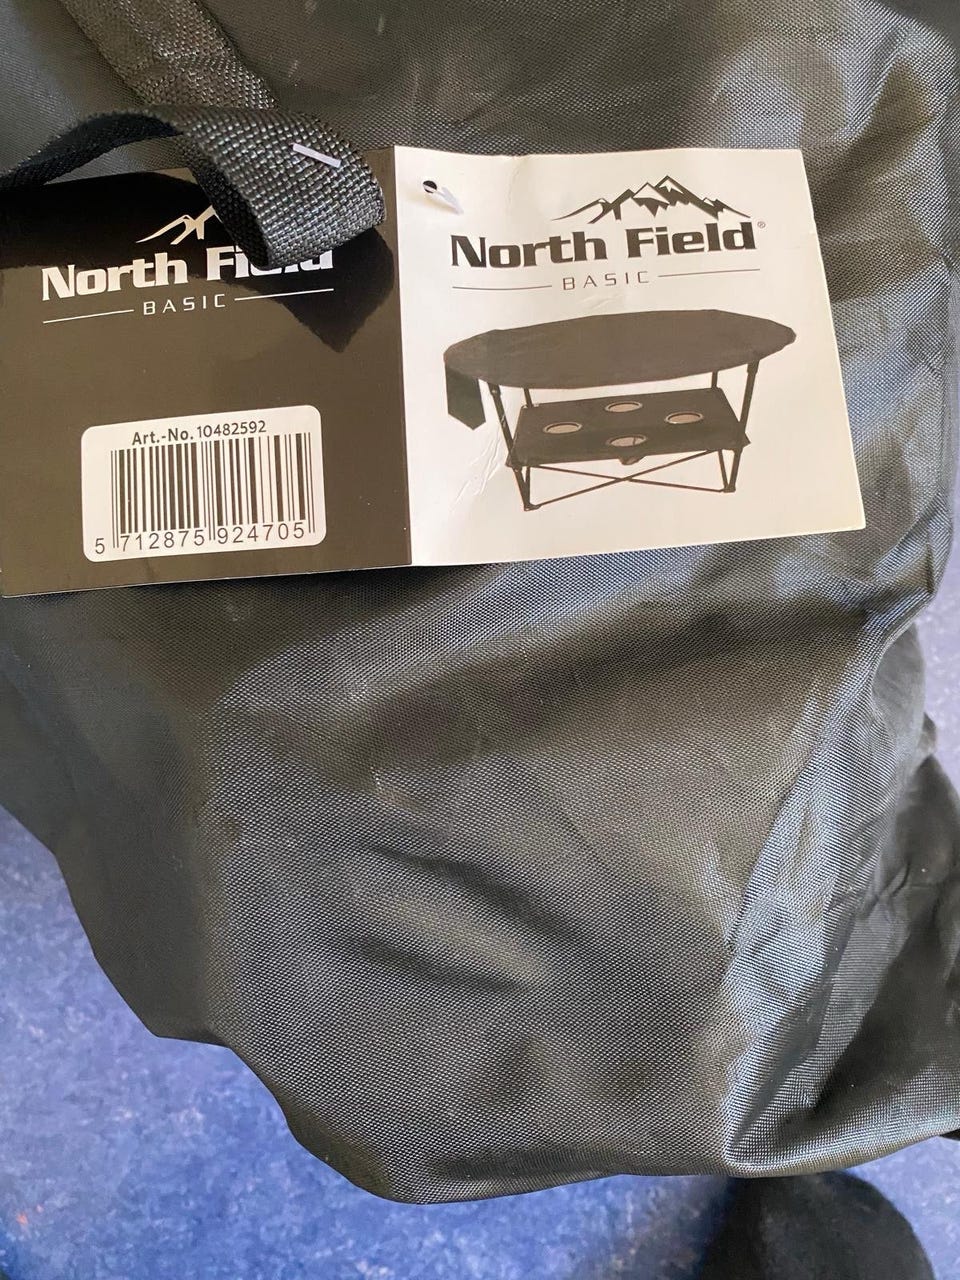 North Field
BASIC
Art.-No. 10482592
5 712875 924705
North Field®
BASIC